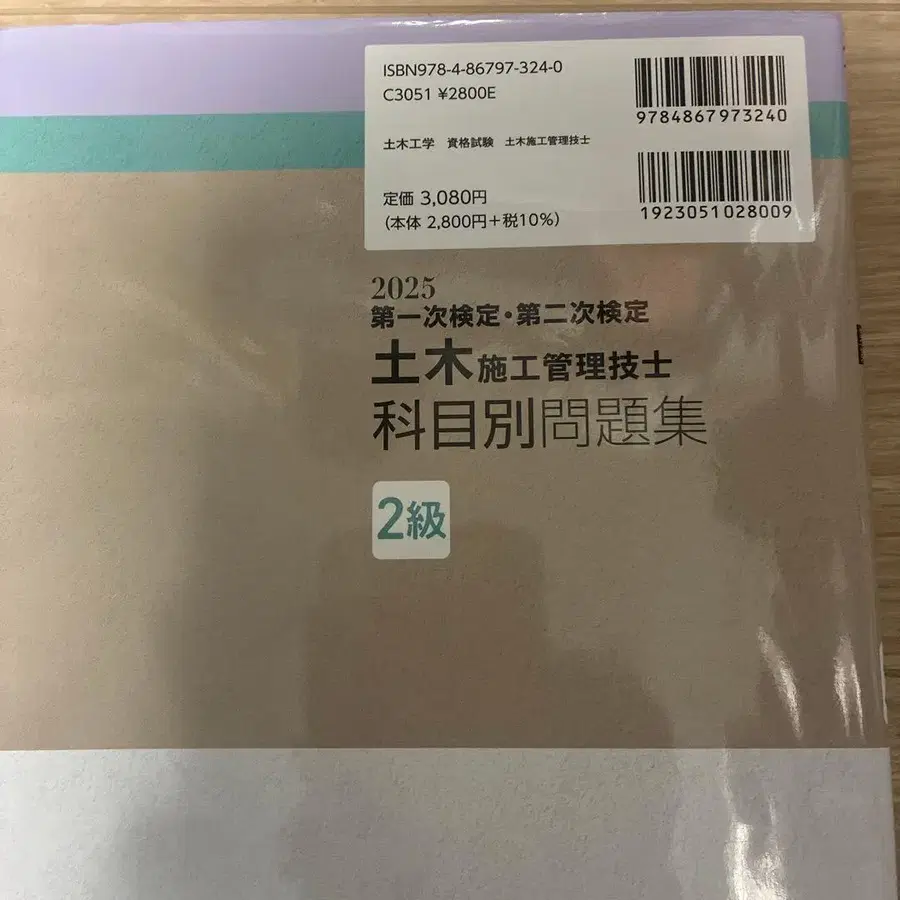 ISBN978-4-86797-324-0
C3051 ¥2800E
9784867973240
土木工学 資格試験 土木施工管理技士
定価 3,080円
(本体 2,800円+税10%)
1923051028009
2025
第一次検定・第二次検定
土木施工管理技士
科目別問題集
2級